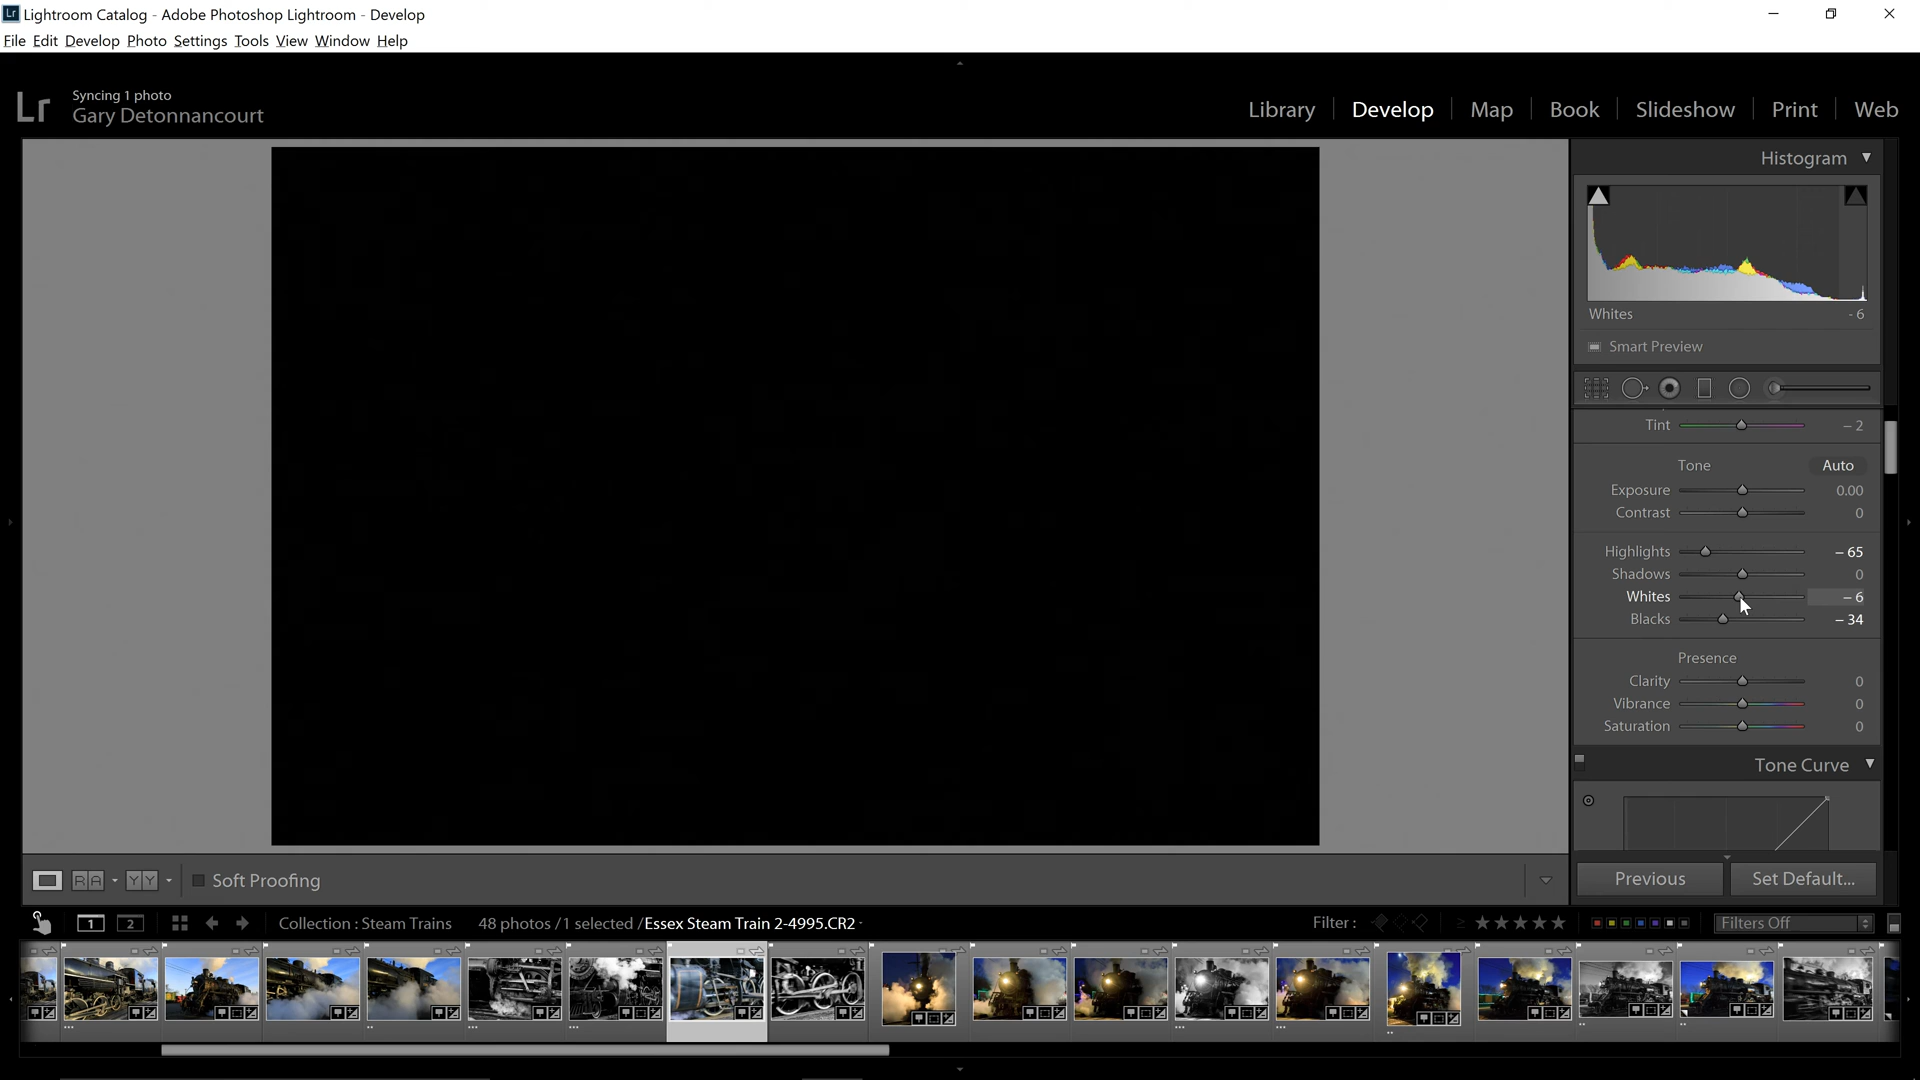 Lr Lightroom Catalog - Adobe Photoshop Lightroom - Develop
File Edit Develop Photo Settings Tools View Window Help
Lr
Syncing 1 photo
Gary Detonnancourt
Library | Develop | Map | Book | Slideshow | Print | Web
Histogram
Whites - 6
Smart Preview
Tint - 2
Tone Auto
Exposure 0.00
Contrast 0
Highlights - 65
Shadows 0
Whites - 6
Blacks - 34
Presence
Clarity 0
Vibrance 0
Saturation 0
Tone Curve
Previous Set Default...
R A Y Y Soft Proofing
1 2 Collection : Steam Trains 48 photos / 1 selected / Essex Steam Train 2-4995.CR2 Filter : ≥ Filters Off